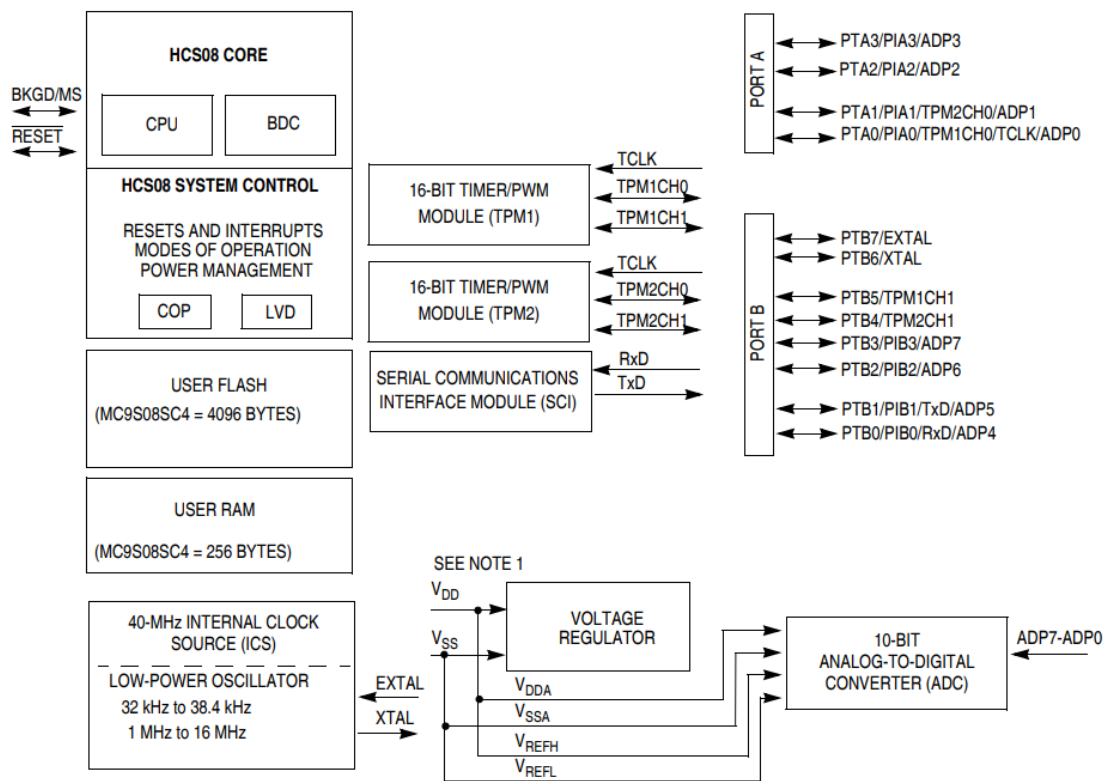 HCS08 CORE
BKGD/MS
RESET
CPU
BDC
HCS08 SYSTEM CONTROL
RESETS AND INTERRUPTS
MODES OF OPERATION
POWER MANAGEMENT
COP
LVD
USER FLASH
(MC9S08SC4 = 4096 BYTES)
USER RAM
(MC9S08SC4 = 256 BYTES)
40-MHz INTERNAL CLOCK
SOURCE (ICS)
LOW-POWER OSCILLATOR
32 kHz to 38.4 kHz
1 MHz to 16 MHz
EXTAL
XTAL
16-BIT TIMER/PWM
MODULE (TPM1)
TCLK
TPM1CH0
TPM1CH1
16-BIT TIMER/PWM
MODULE (TPM2)
TCLK
TPM2CH0
TPM2CH1
SERIAL COMMUNICATIONS
INTERFACE MODULE (SCI)
RxD
TxD
PORT A
PTA3/PIA3/ADP3
PTA2/PIA2/ADP2
PTA1/PIA1/TPM2CH0/ADP1
PTA0/PIA0/TPM1CH0/TCLK/ADP0
PORT B
PTB7/EXTAL
PTB6/XTAL
PTB5/TPM1CH1
PTB4/TPM2CH1
PTB3/PIB3/ADP7
PTB2/PIB2/ADP6
PTB1/PIB1/TxD/ADP5
PTB0/PIB0/RxD/ADP4
SEE NOTE 1
VDD
VSS
VOLTAGE
REGULATOR
VDDA
VSSA
VREFH
VREFL
10-BIT
ANALOG-TO-DIGITAL
CONVERTER (ADC)
ADP7-ADP0